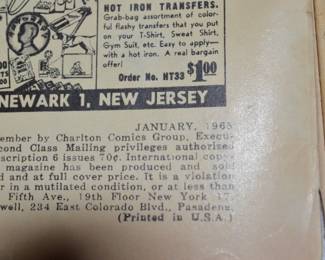 HOT IRON TRANSFERS.
Grab-bag assortment of color-
ful flashy transfers that you put
on your T-Shirt, Sweat Shirt,
Gym Suit, etc. Easy to apply—
with a hot iron. A real bargain
offer!
Order No. HT33 $1.00
NEWARK 1, NEW JERSEY
JANUARY, 1965
ember by Charlton Comics Group, Execu-
econd Class Mailing privileges authorized
scription 6 issues 70¢. International copy-
magazine has been produced and sold
d and at full cover price. It is a violation
er in a mutilated condition, or at less than
Fifth Ave., 19th Floor New York 17,
well, 234 East Colorado Blvd., Pasadena,
(Printed in U.S.A.)